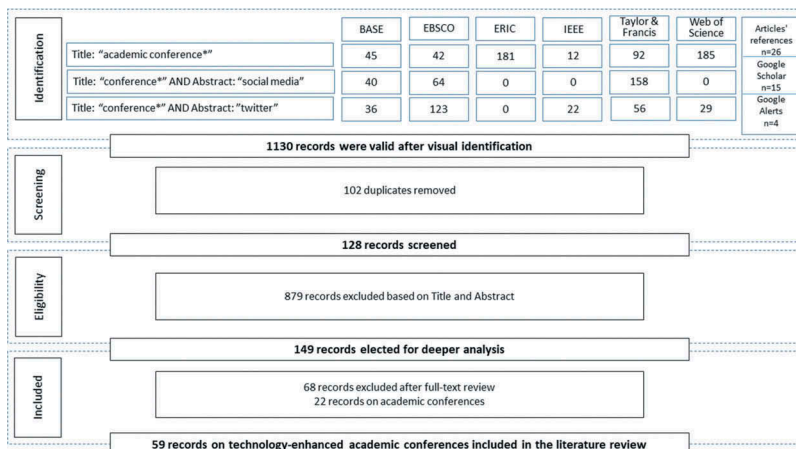 BASE EBSCO ERIC IEEE Taylor & Francis Web of Science
Identification
Title: "academic conference*" 45 42 181 12 92 185
Title: "conference*" AND Abstract: "social media" 40 64 0 0 158 0
Title: "conference*" AND Abstract: "twitter" 36 123 0 22 56 29
Articles' references n=26
Google Scholar n=15
Google Alerts n=4
1130 records were valid after visual identification
Screening
102 duplicates removed
128 records screened
Eligibility
879 records excluded based on Title and Abstract
149 records elected for deeper analysis
Included
68 records excluded after full-text review
22 records on academic conferences
59 records on technology-enhanced academic conferences included in the literature review